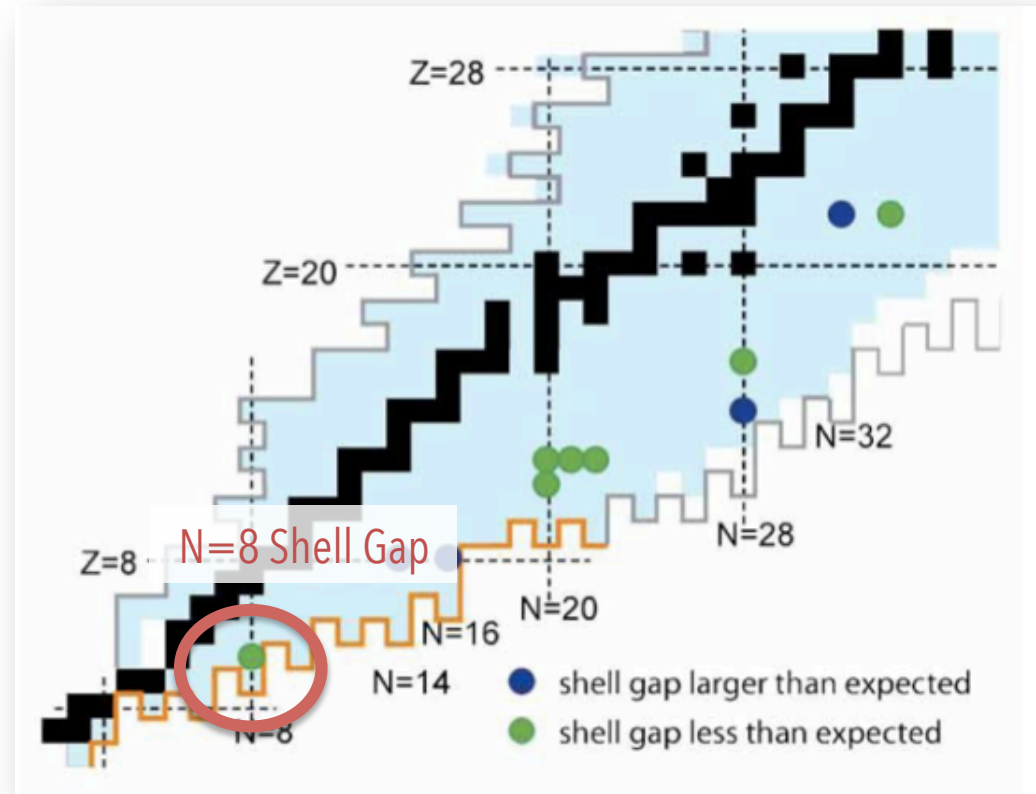 Z=28
Z=20
N=32
N=28
N=8 Shell Gap
Z=8
N=20
N=16
N=14
shell gap larger than expected
N=8
shell gap less than expected